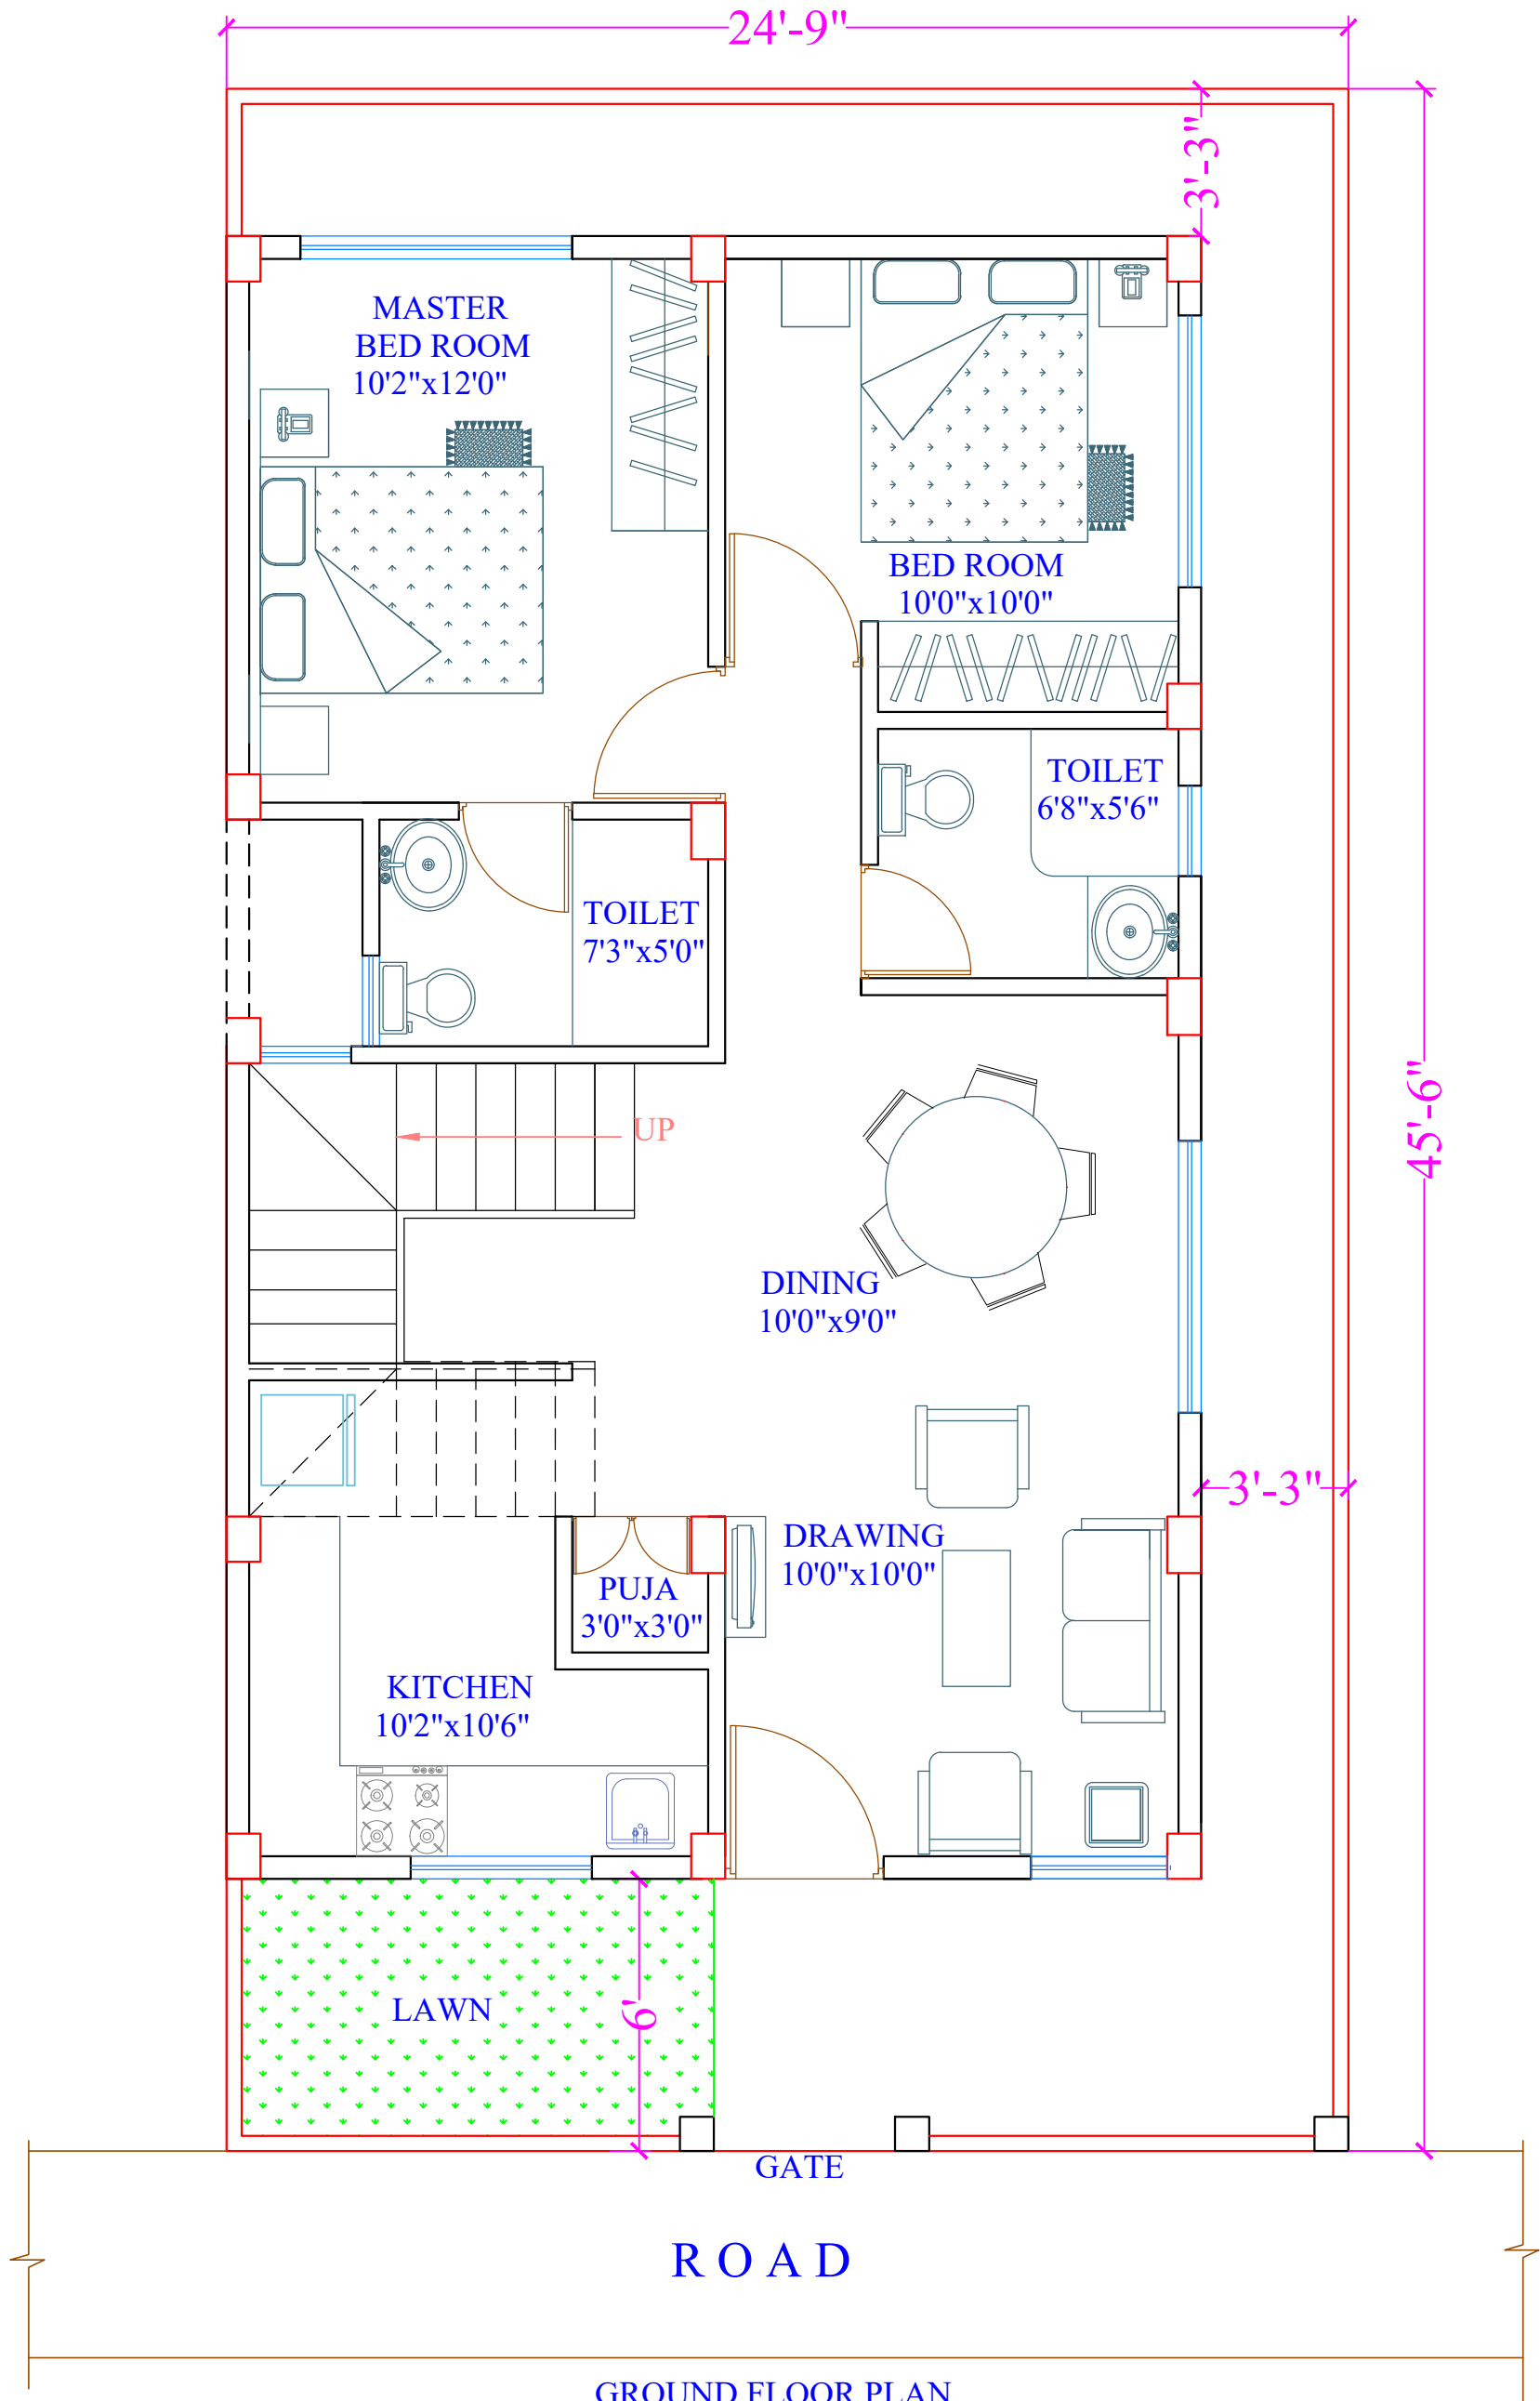 24'-9"
3'-3"
MASTER
BED ROOM
10'2"x12'0"
BED ROOM
10'0"x10'0"
TOILET
6'8"x5'6"
TOILET
7'3"x5'0"
UP
45'-6"
DINING
10'0"x9'0"
3'-3"
DRAWING
10'0"x10'0"
PUJA
3'0"x3'0"
KITCHEN
10'2"x10'6"
LAWN
6'
GATE
ROAD
GROUND FLOOR PLAN